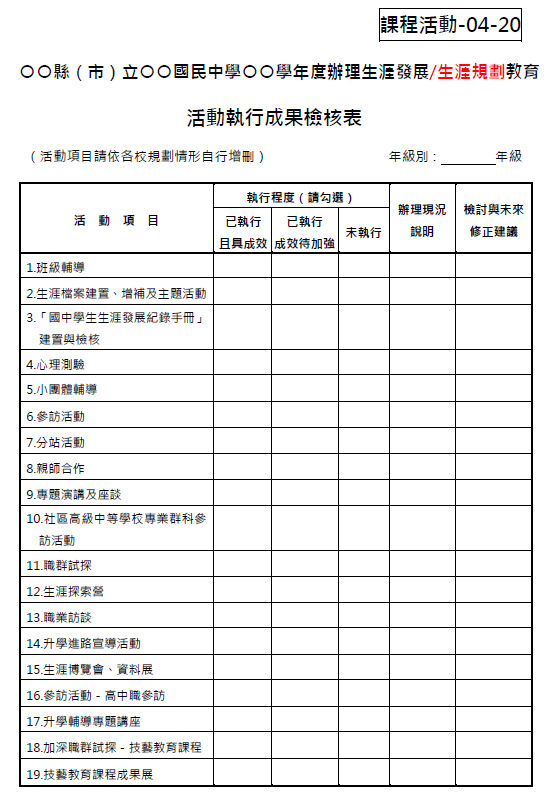 課程活動-04-20
〇〇縣（市）立〇〇國民中學〇〇學年度辦理生涯發展/生涯規劃教育
活動執行成果檢核表
（活動項目請依各校規劃情形自行增刪）　年級別：______年級
活　動　項　目
執行程度（請勾選）
已執行
且具成效
已執行
成效待加強
未執行
辦理現況
說明
檢討與未來
修正建議
1.班級輔導
2.生涯檔案建置、增補及主題活動
3.「國中學生生涯發展紀錄手冊」
建置與檢核
4.心理測驗
5.小團體輔導
6.參訪活動
7.分站活動
8.親師合作
9.專題演講及座談
10.社區高級中等學校專業群科參
訪活動
11.職群試探
12.生涯探索營
13.職業訪談
14.升學進路宣導活動
15.生涯博覽會、資料展
16.參訪活動－高中職參訪
17.升學輔導專題講座
18.加深職群試探－技藝教育課程
19.技藝教育課程成果展